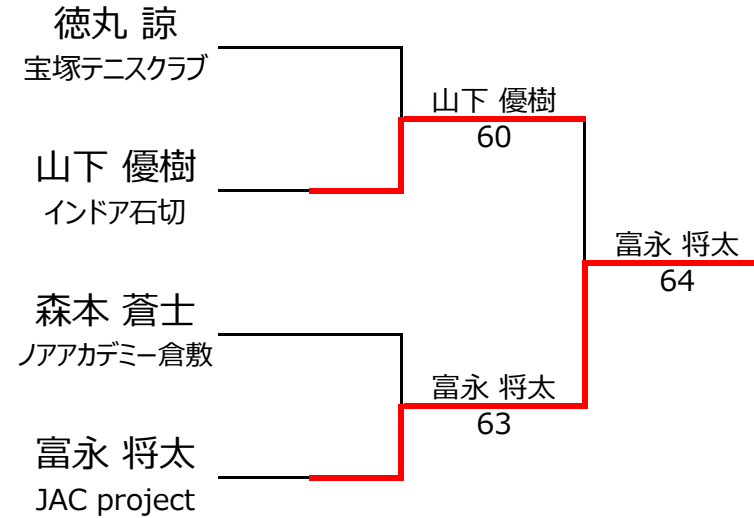 徳丸 諒
宝塚テニスクラブ
山下 優樹
60
山下 優樹
インドア石切
富永 将太
64
森本 蒼士
ノアアカデミー倉敷
富永 将太
63
富永 将太
JAC project